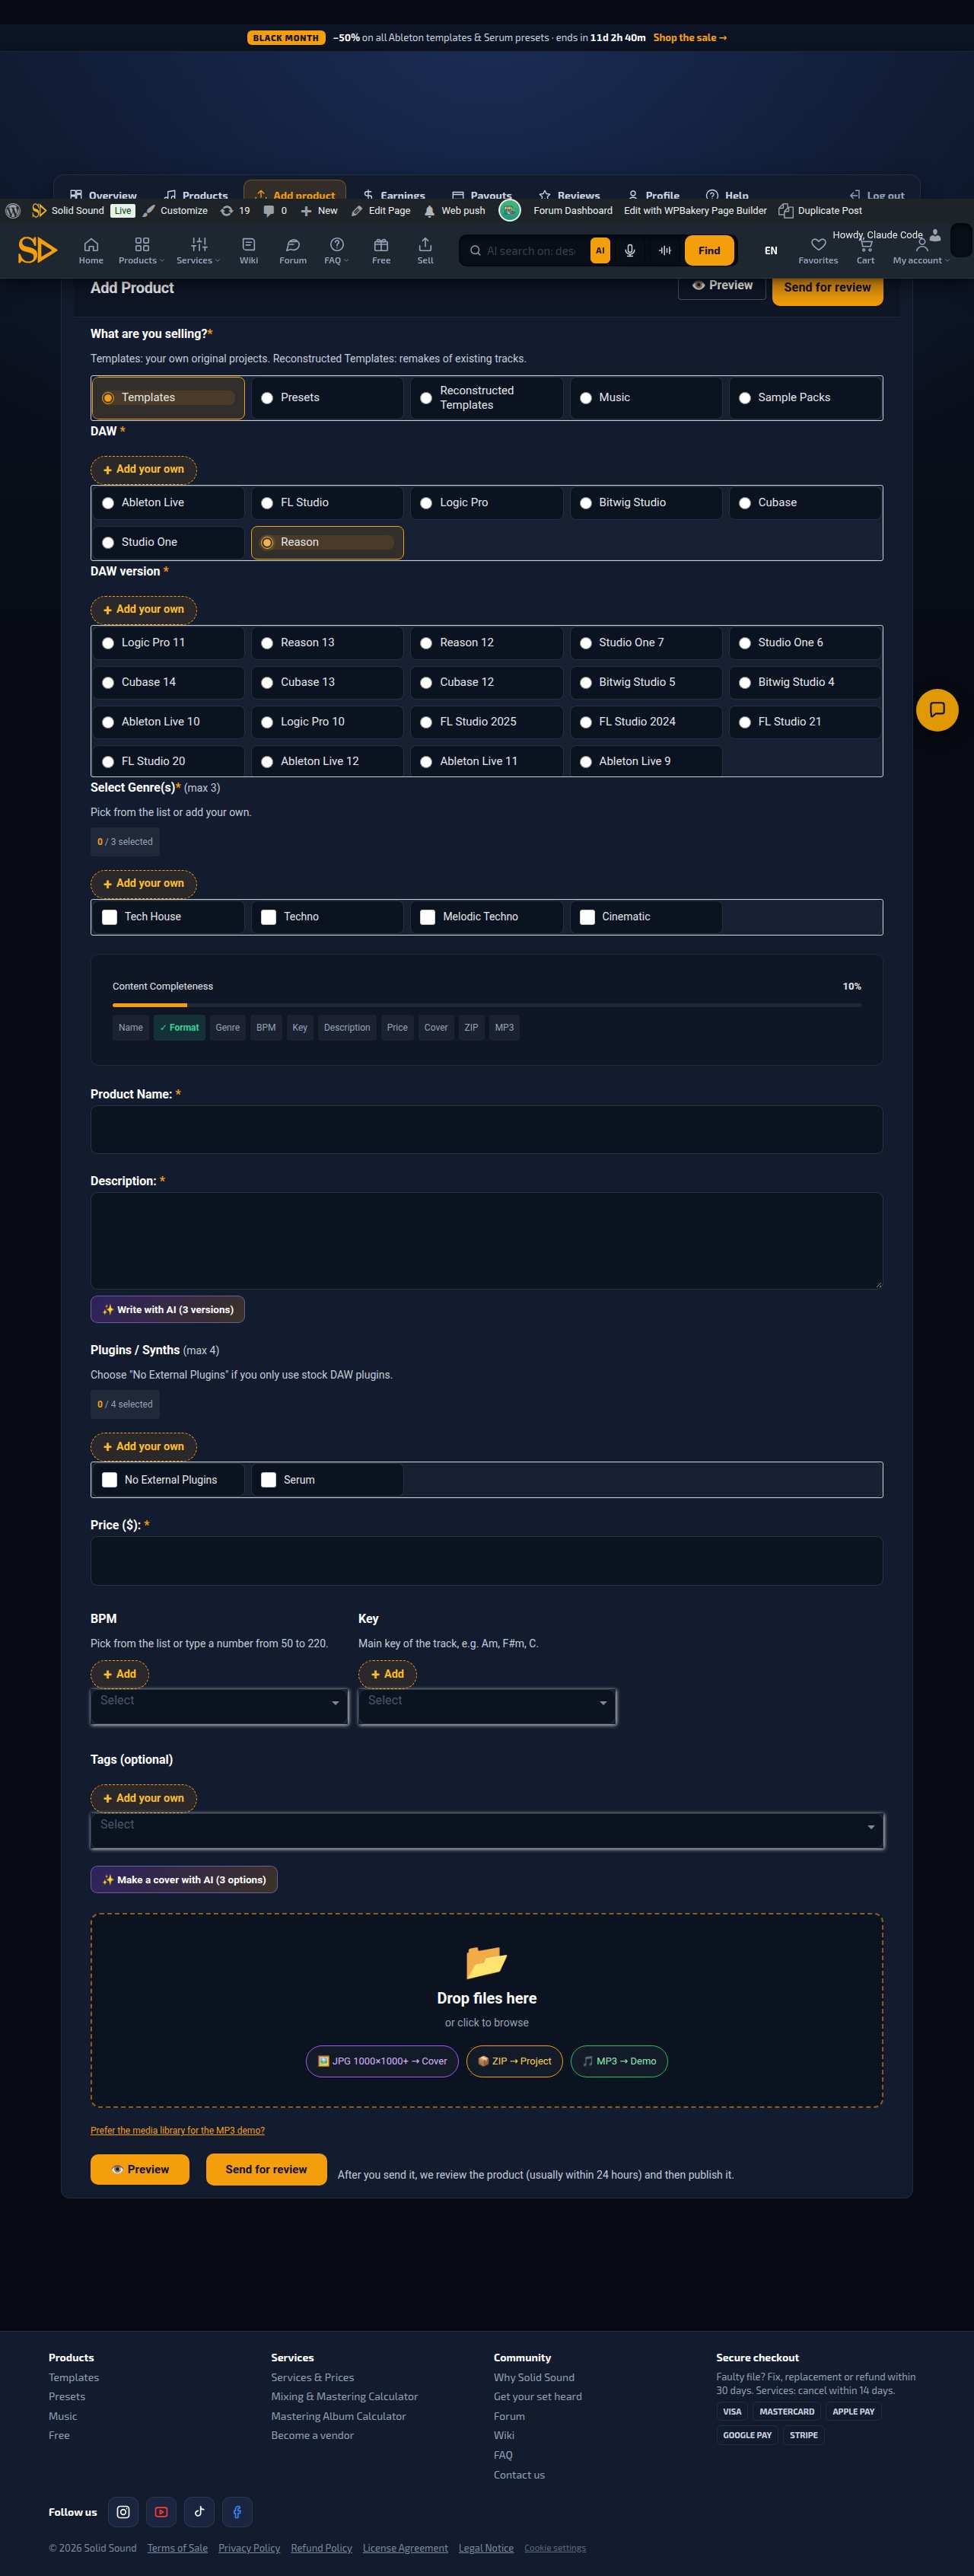 BLACK MONTH −50% on all Ableton templates & Serum presets · ends in 11d 2h 40m Shop the sale →
Overview Products Add product Earnings Payouts Reviews Profile Help Log out
Solid Sound Live Customize 19 0 New Edit Page Web push Forum Dashboard Edit with WPBakery Page Builder Duplicate Post
Howdy, Claude Code
Home Products Services Wiki Forum FAQ Free Sell AI search on: des AI Find EN Favorites Cart My account
Add Product Preview Send for review
What are you selling?*
Templates: your own original projects. Reconstructed Templates: remakes of existing tracks.
Templates Presets Reconstructed Templates Music Sample Packs
DAW *
+ Add your own
Ableton Live FL Studio Logic Pro Bitwig Studio Cubase
Studio One Reason
DAW version *
+ Add your own
Logic Pro 11 Reason 13 Reason 12 Studio One 7 Studio One 6
Cubase 14 Cubase 13 Cubase 12 Bitwig Studio 5 Bitwig Studio 4
Ableton Live 10 Logic Pro 10 FL Studio 2025 FL Studio 2024 FL Studio 21
FL Studio 20 Ableton Live 12 Ableton Live 11 Ableton Live 9
Select Genre(s)* (max 3)
Pick from the list or add your own.
0 / 3 selected
+ Add your own
Tech House Techno Melodic Techno Cinematic
Content Completeness 10%
Name ✓ Format Genre BPM Key Description Price Cover ZIP MP3
Product Name: *
Description: *
✨ Write with AI (3 versions)
Plugins / Synths (max 4)
Choose "No External Plugins" if you only use stock DAW plugins.
0 / 4 selected
+ Add your own
No External Plugins Serum
Price ($): *
BPM Key
Pick from the list or type a number from 50 to 220. Main key of the track, e.g. Am, F#m, C.
+ Add + Add
Select Select
Tags (optional)
+ Add your own
Select
✨ Make a cover with AI (3 options)
Drop files here
or click to browse
JPG 1000×1000+ → Cover ZIP → Project MP3 → Demo
Prefer the media library for the MP3 demo?
Preview Send for review After you send it, we review the product (usually within 24 hours) and then publish it.
Products Services Community Secure checkout
Templates Services & Prices Why Solid Sound Faulty file? Fix, replacement or refund within
Presets Mixing & Mastering Calculator Get your set heard 30 days. Services: cancel within 14 days.
Music Mastering Album Calculator Forum VISA MASTERCARD APPLE PAY
Free Become a vendor Wiki GOOGLE PAY STRIPE
FAQ
Contact us
Follow us
© 2026 Solid Sound Terms of Sale Privacy Policy Refund Policy License Agreement Legal Notice Cookie settings